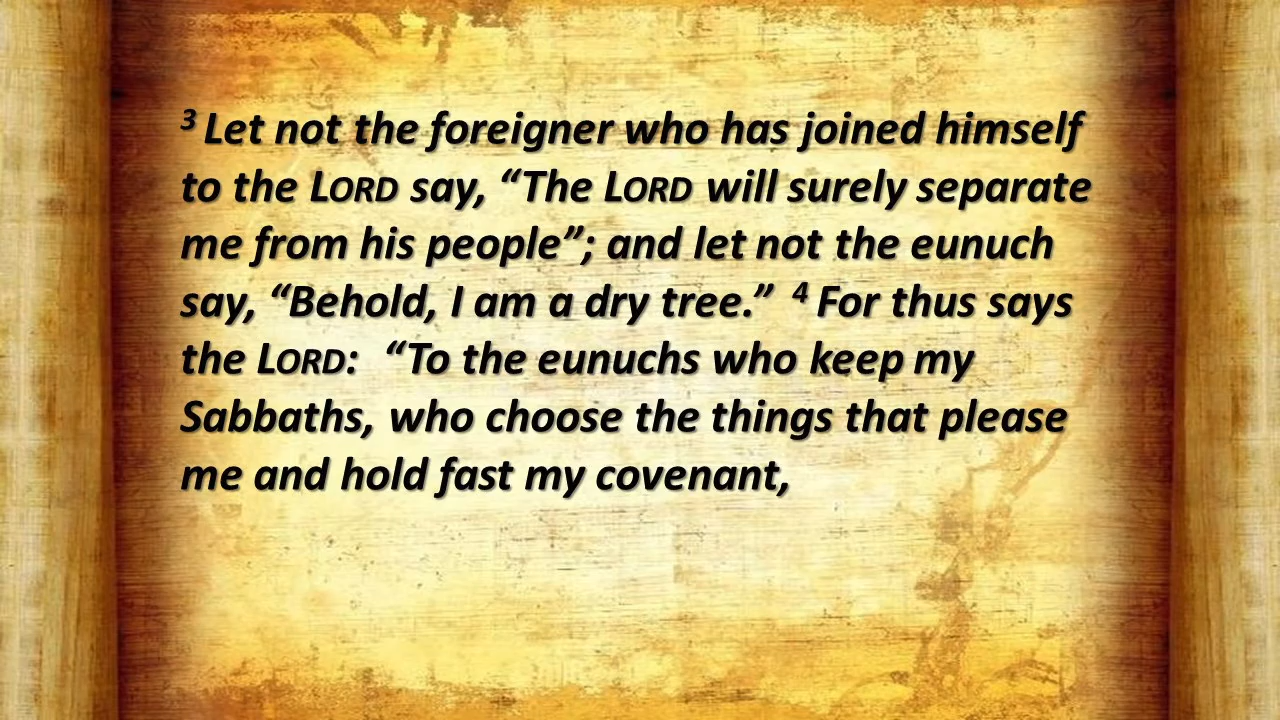 3 Let not the foreigner who has joined himself
to the LORD say, “The LORD will surely separate
me from his people”; and let not the eunuch
say, “Behold, I am a dry tree.” 4 For thus says
the LORD: “To the eunuchs who keep my
Sabbaths, who choose the things that please
me and hold fast my covenant,